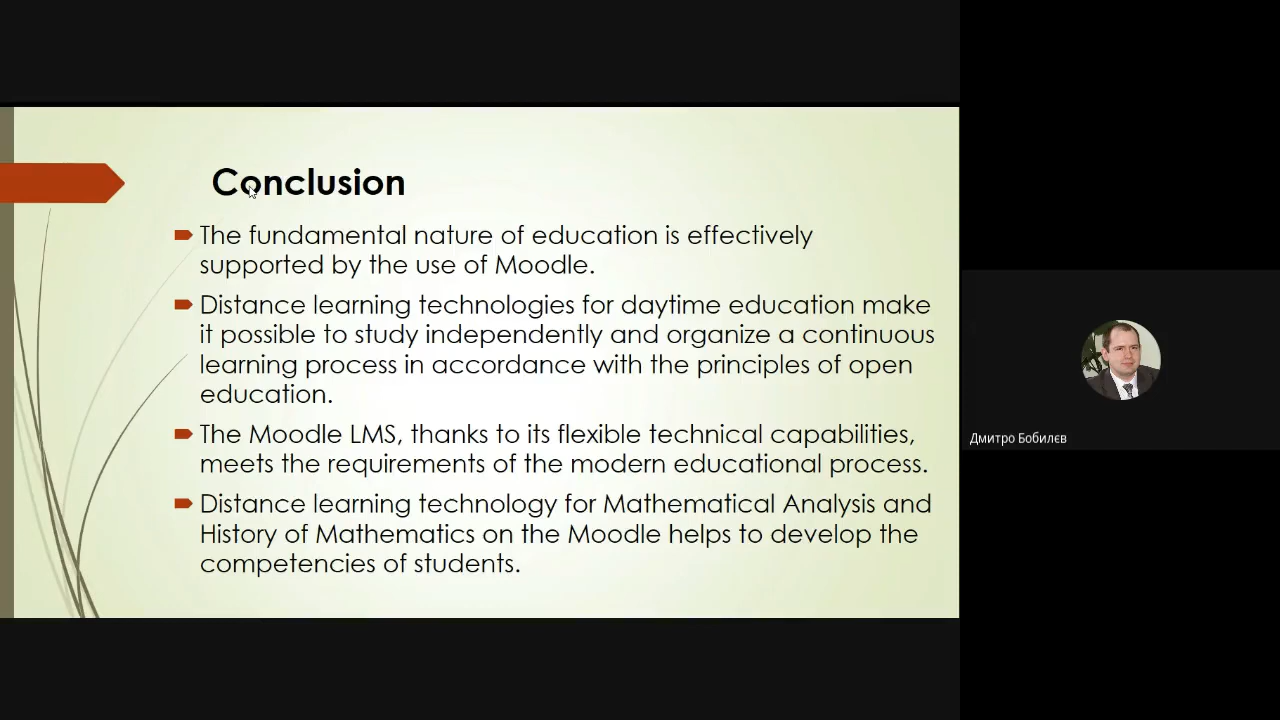 Conclusion
The fundamental nature of education is effectively
supported by the use of Moodle.
Distance learning technologies for daytime education make
it possible to study independently and organize a continuous
learning process in accordance with the principles of open
education.
The Moodle LMS, thanks to its flexible technical capabilities,
meets the requirements of the modern educational process.
Distance learning technology for Mathematical Analysis and
History of Mathematics on the Moodle helps to develop the
competencies of students.
Дмитро Бобилєв